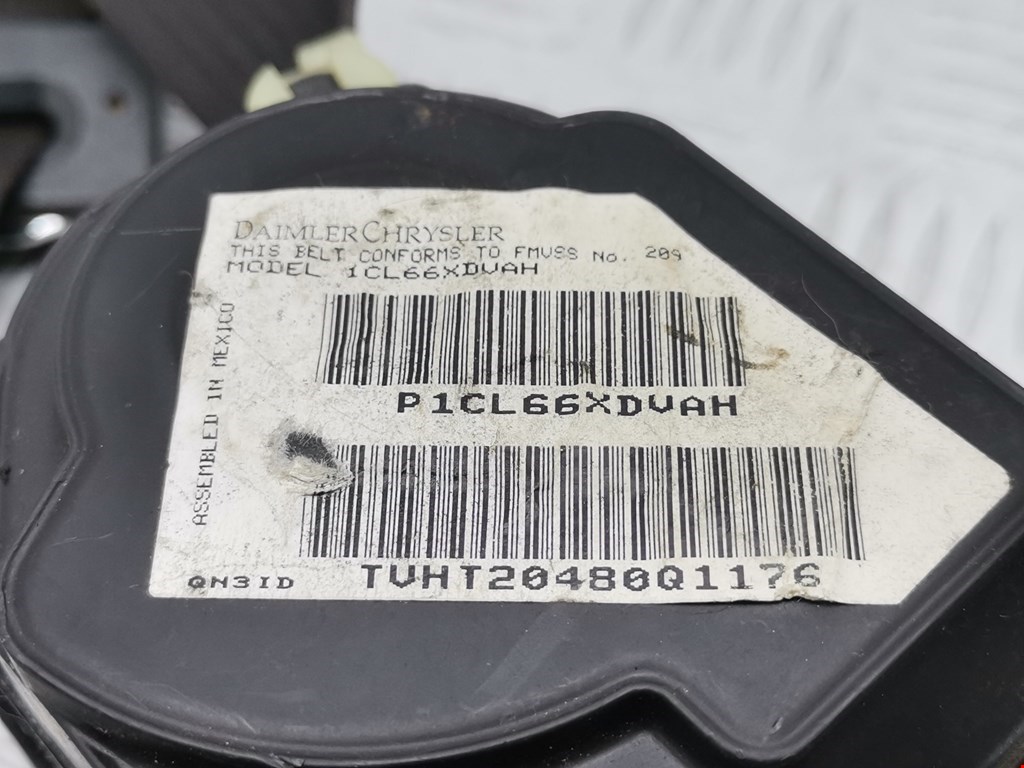 DAIMLERCHRYSLER
THIS BELT CONFORMS TO FMVSS No. 209
MODEL 1CL66XDVAH
ASSEMBLED IN MEXICO
P1CL66XDVAH
TVHT20480Q1176
QN3ID